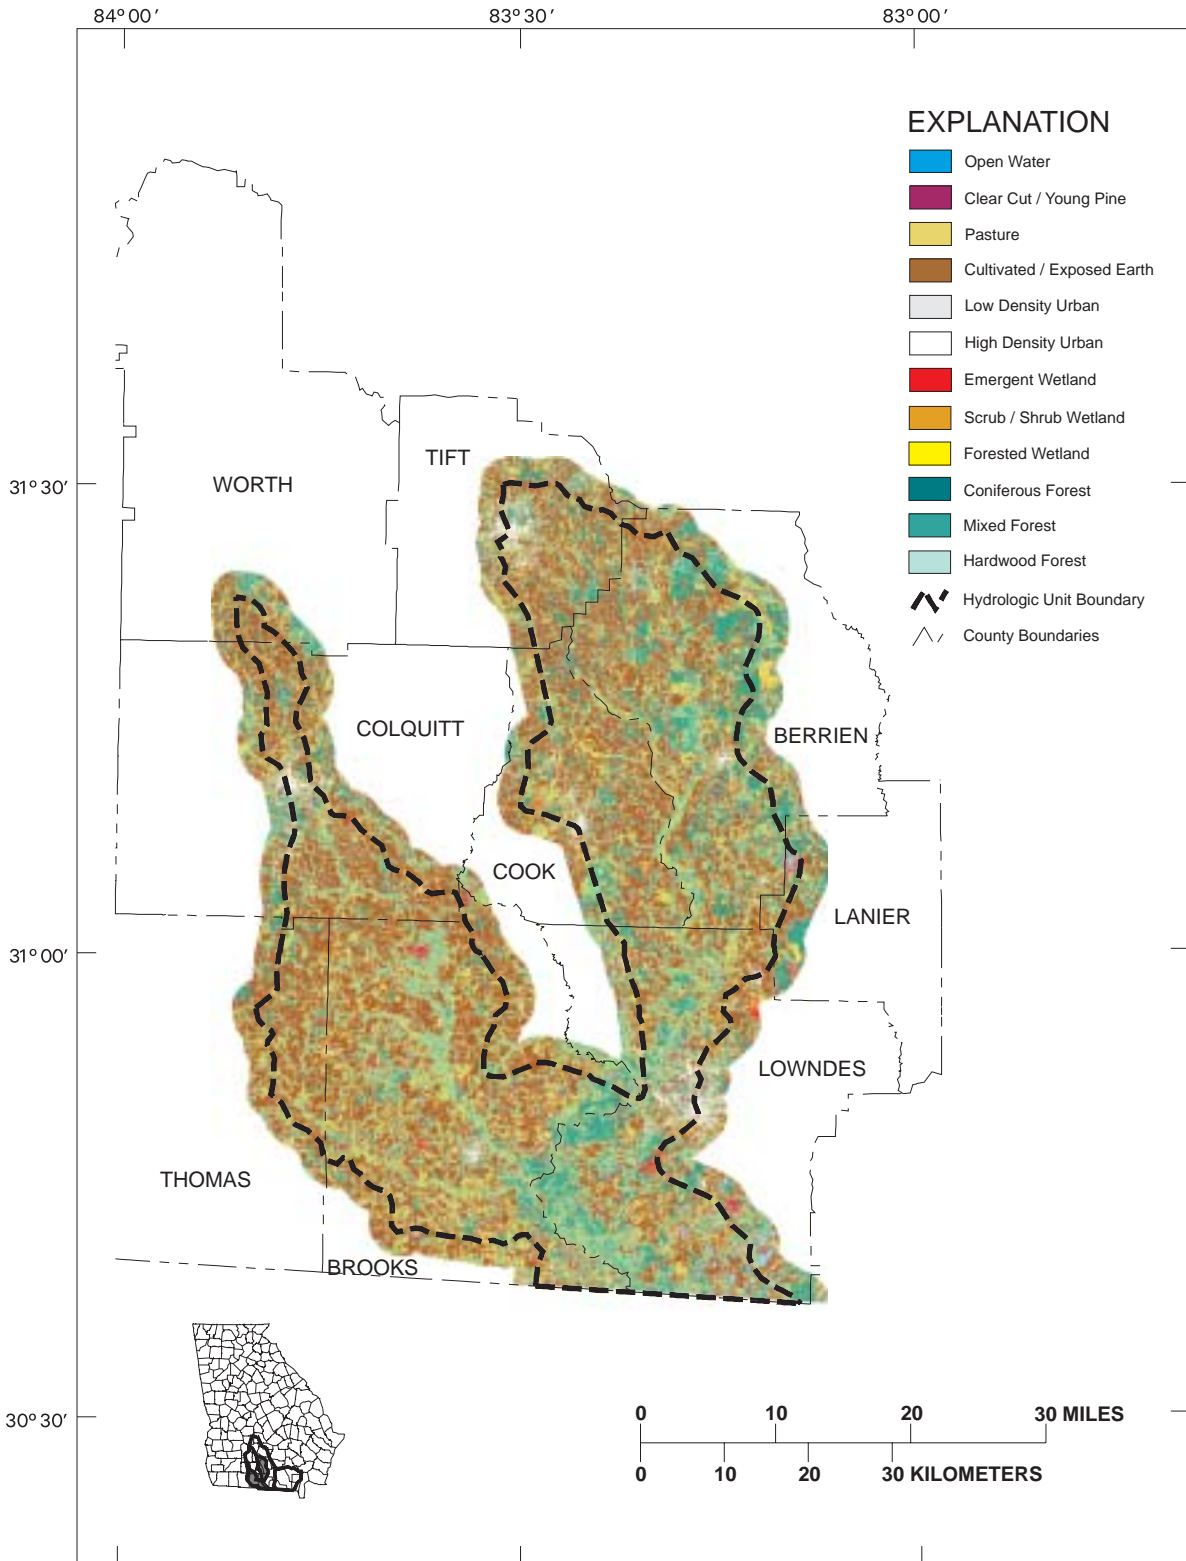 84° 00′ 83° 30′ 83° 00′
EXPLANATION
Open Water
Clear Cut / Young Pine
Pasture
Cultivated / Exposed Earth
Low Density Urban
High Density Urban
Emergent Wetland
Scrub / Shrub Wetland
Forested Wetland
Coniferous Forest
Mixed Forest
Hardwood Forest
Hydrologic Unit Boundary
County Boundaries
TIFT
31° 30′
WORTH
COLQUITT
BERRIEN
COOK
LANIER
31° 00′
LOWNDES
THOMAS
BROOKS
30° 30′
0 10 20 30 MILES
0 10 20 30 KILOMETERS